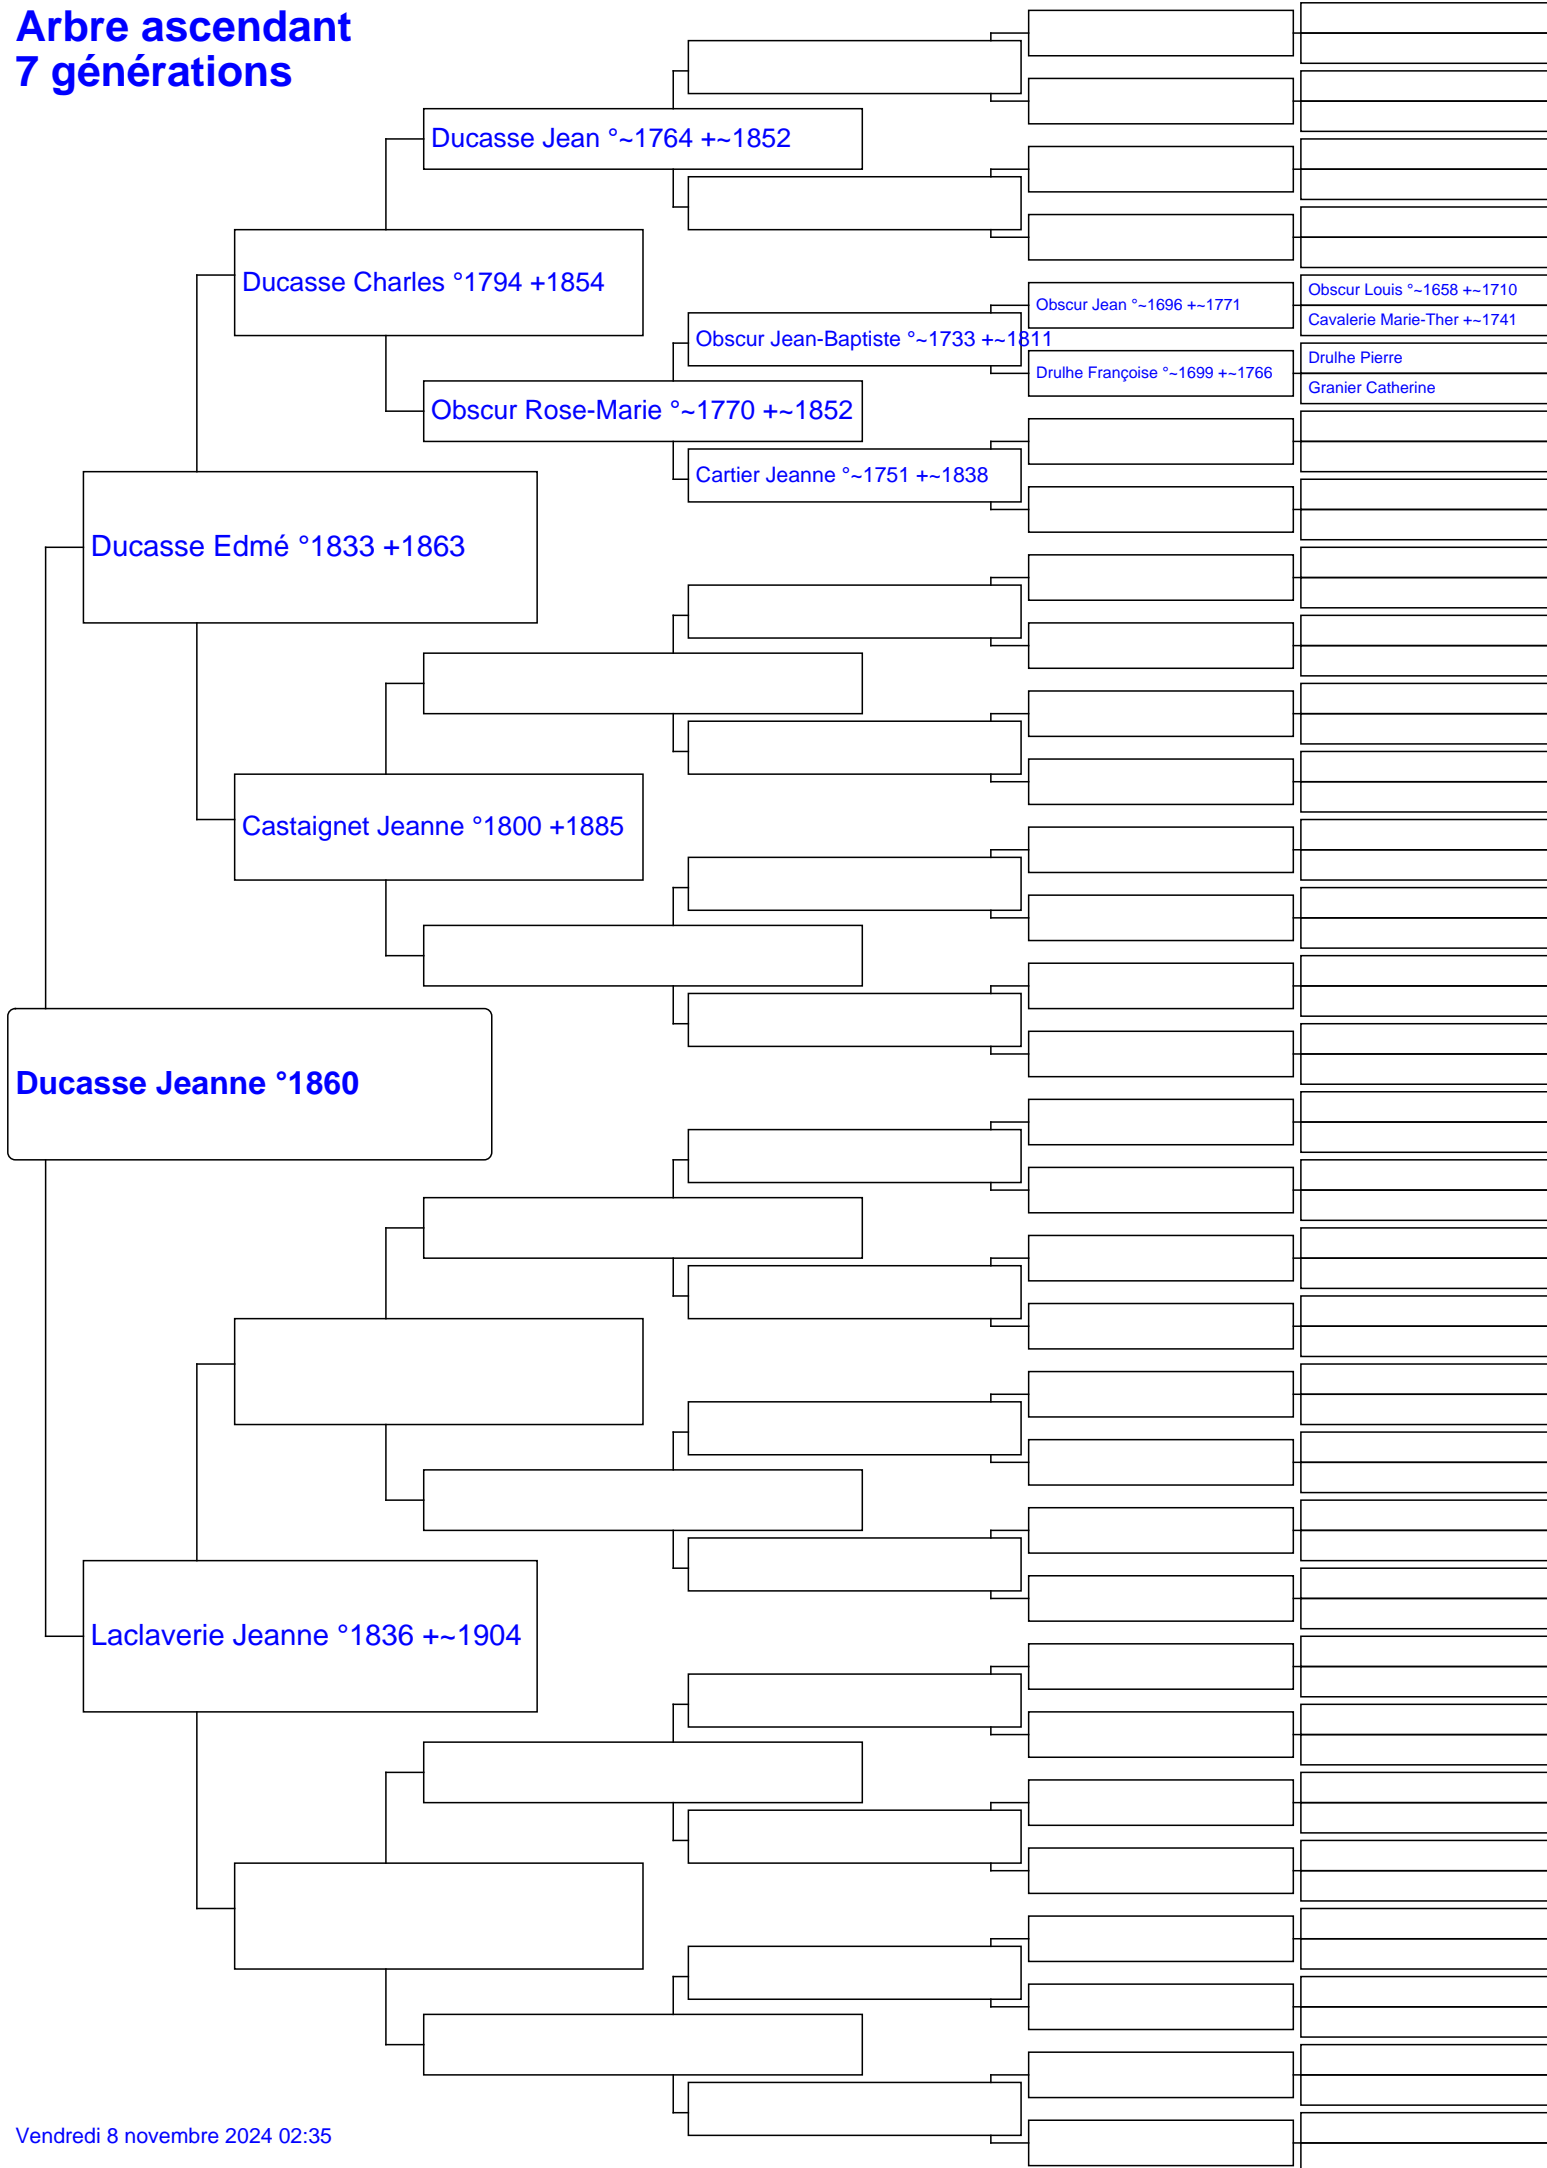 Arbre ascendant
7 générations
Ducasse Jean °~1764 +~1852
Ducasse Charles °1794 +1854
Obscur Louis °~1658 +~1710
Obscur Jean °~1696 +~1771
Cavalerie Marie-Ther +~1741
Obscur Jean-Baptiste °~1733 +~1811
Drulhe Pierre
Drulhe Françoise °~1699 +~1766
Granier Catherine
Obscur Rose-Marie °~1770 +~1852
Cartier Jeanne °~1751 +~1838
Ducasse Edmé °1833 +1863
Castaignet Jeanne °1800 +1885
Ducasse Jeanne °1860
Laclaverie Jeanne °1836 +~1904
Vendredi 8 novembre 2024 02:35